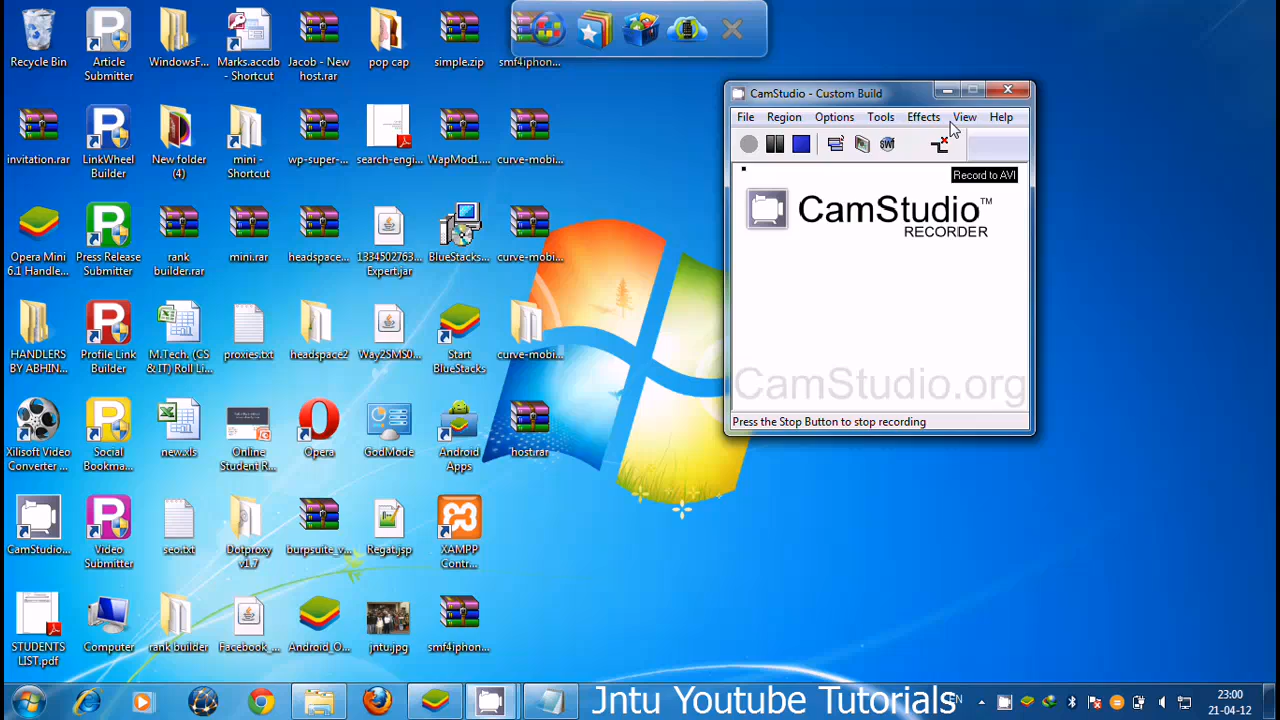 Recycle Bin
Article
Submitter
WindowsF...
Marks.accdb
- Shortcut
Jacob - New
host.rar
pop cap
simple.zip
smf4iphon...
invitation.rar
LinkWheel
Builder
New folder
(4)
mini -
Shortcut
wp-super-...
search-engi...
WapMod1....
curve-mobi...
Opera Mini
6.1 Handle...
Press Release
Submitter
rank
builder.rar
mini.rar
headspace...
1334502763...
Expert.jar
BlueStacks...
curve-mobi...
HANDLERS
BY ABHIN...
Profile Link
Builder
M.Tech. (CS
& IT) Roll Li...
proxies.txt
headspace2
Way2SMS0...
Start
BlueStacks
curve-mobi...
Xilisoft Video
Converter ...
Social
Bookma...
new.xls
Online
Student R...
Opera
GodMode
Android
Apps
host.rar
CamStudio...
Video
Submitter
seo.txt
Dotproxy
v1.7
burpsuite_v...
Regati.jsp
XAMPP
Contr...
STUDENTS
LIST.pdf
Computer
rank builder
Facebook_...
Android_O...
jntu.jpg
smf4iphon...
CamStudio - Custom Build
File Region Options Tools Effects View Help
SWF
Record to AVI
CamStudio™
RECORDER
CamStudio.org
Press the Stop Button to stop recording
Jntu Youtube Tutorials
EN
23:00
21-04-12